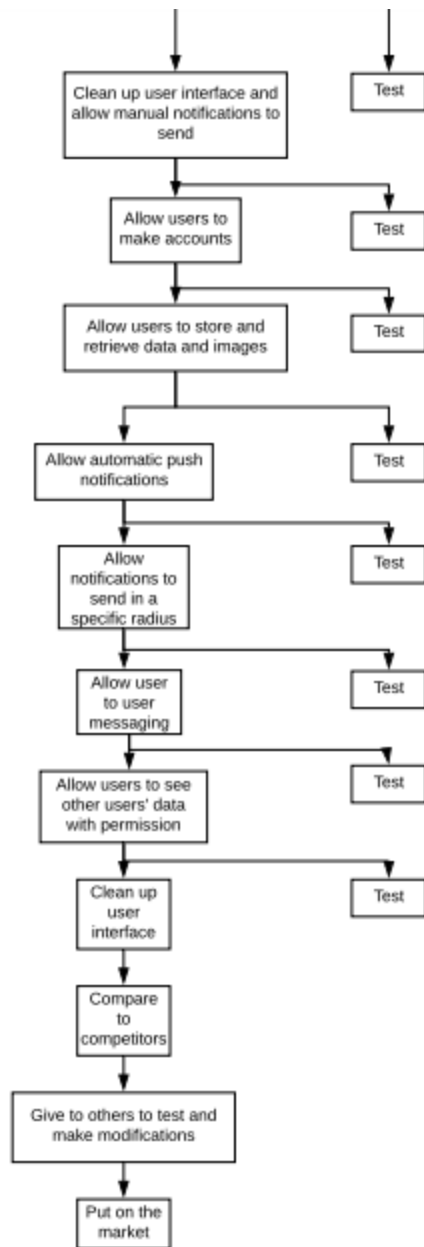 Clean up user interface and
allow manual notifications to
send
Test
Allow users to
make accounts
Test
Allow users to store and
retrieve data and images
Test
Allow automatic push
notifications
Test
Allow
notifications to
send in a
specific radius
Test
Allow user
to user
messaging
Test
Allow users to see
other users' data
with permission
Test
Clean up
user
interface
Test
Compare
to
competitors
Give to others to test and
make modifications
Put on the
market